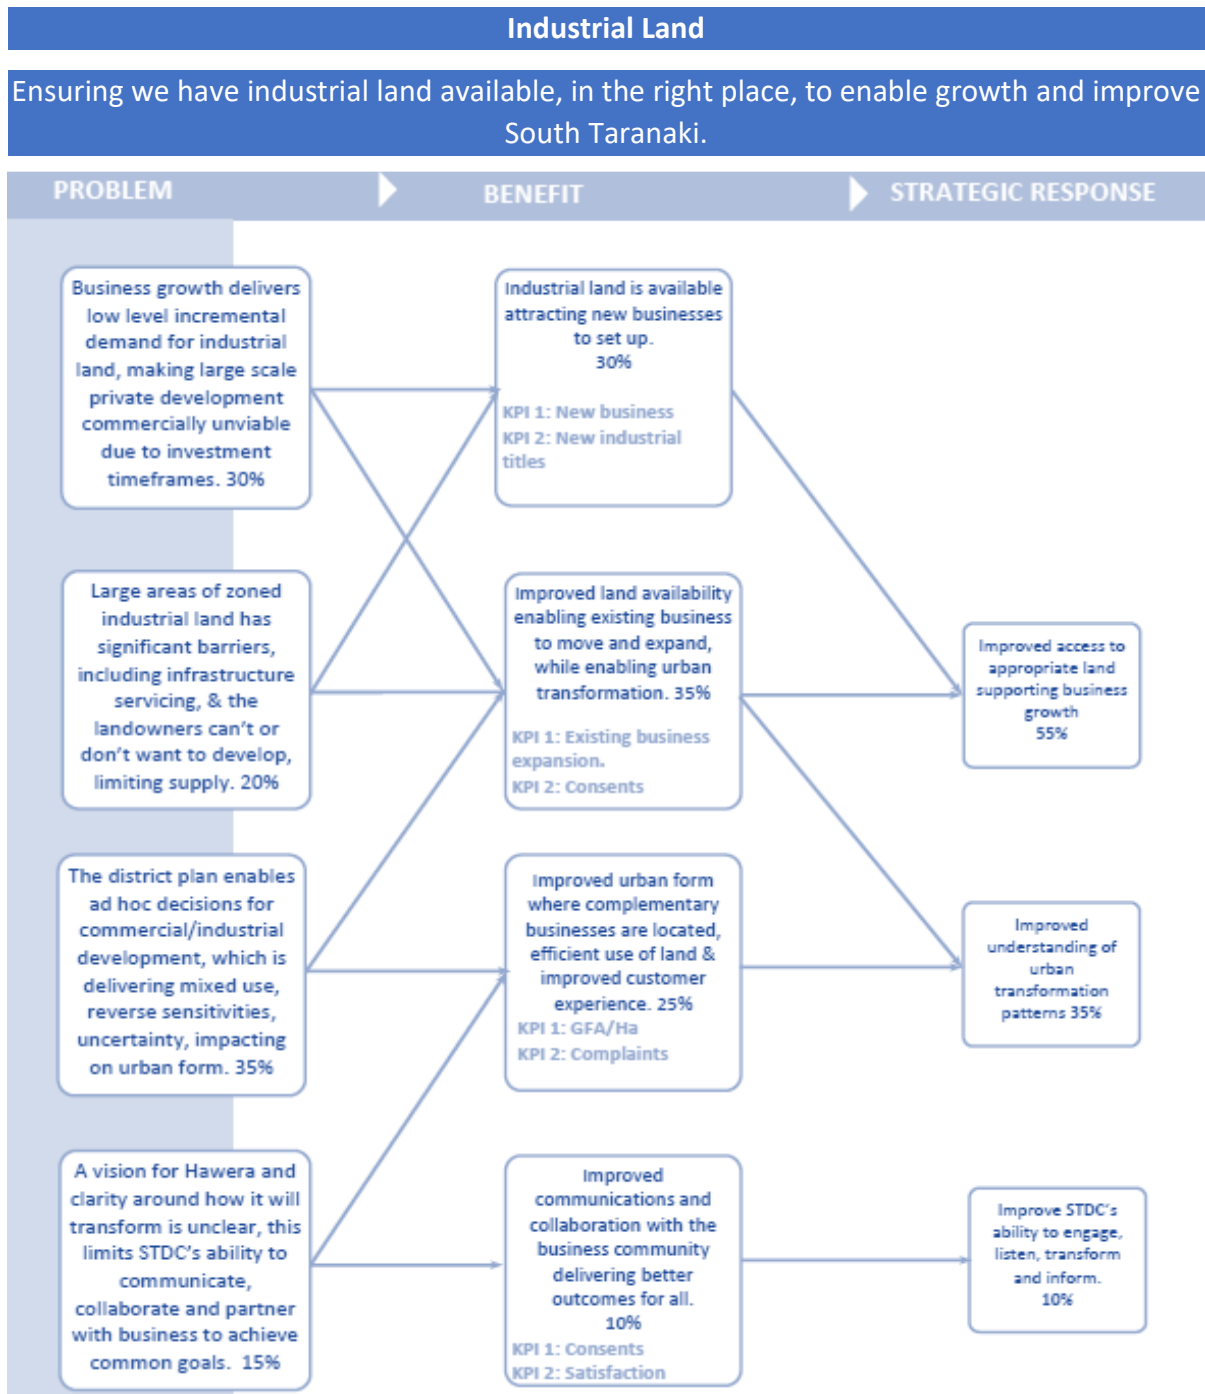 Industrial Land
Ensuring we have industrial land available, in the right place, to enable growth and improve
South Taranaki.
PROBLEM
BENEFIT
STRATEGIC RESPONSE
Business growth delivers
low level incremental
demand for industrial
land, making large scale
private development
commercially unviable
due to investment
timeframes. 30%
Large areas of zoned
industrial land has
significant barriers,
including infrastructure
servicing, & the
landowners can't or
don't want to develop,
limiting supply. 20%
The district plan enables
ad hoc decisions for
commercial/industrial
development, which is
delivering mixed use,
reverse sensitivities,
uncertainty, impacting
on urban form. 35%
A vision for Hawera and
clarity around how it will
transform is unclear, this
limits STDC's ability to
communicate,
collaborate and partner
with business to achieve
common goals. 15%
Industrial land is available
attracting new businesses
to set up.
30%
KPI 1: New business
KPI 2: New industrial
titles
Improved land availability
enabling existing business
to move and expand,
while enabling urban
transformation. 35%
KPI 1: Existing business
expansion.
KPI 2: Consents
Improved urban form
where complementary
businesses are located,
efficient use of land &
improved customer
experience. 25%
KPI 1: GFA/Ha
KPI 2: Complaints
Improved
communications and
collaboration with the
business community
delivering better
outcomes for all.
10%
KPI 1: Consents
KPI 2: Satisfaction
Improved access to
appropriate land
supporting business
growth
55%
Improved
understanding of
urban
transformation
patterns 35%
Improve STDC's
ability to engage,
listen, transform
and inform.
10%